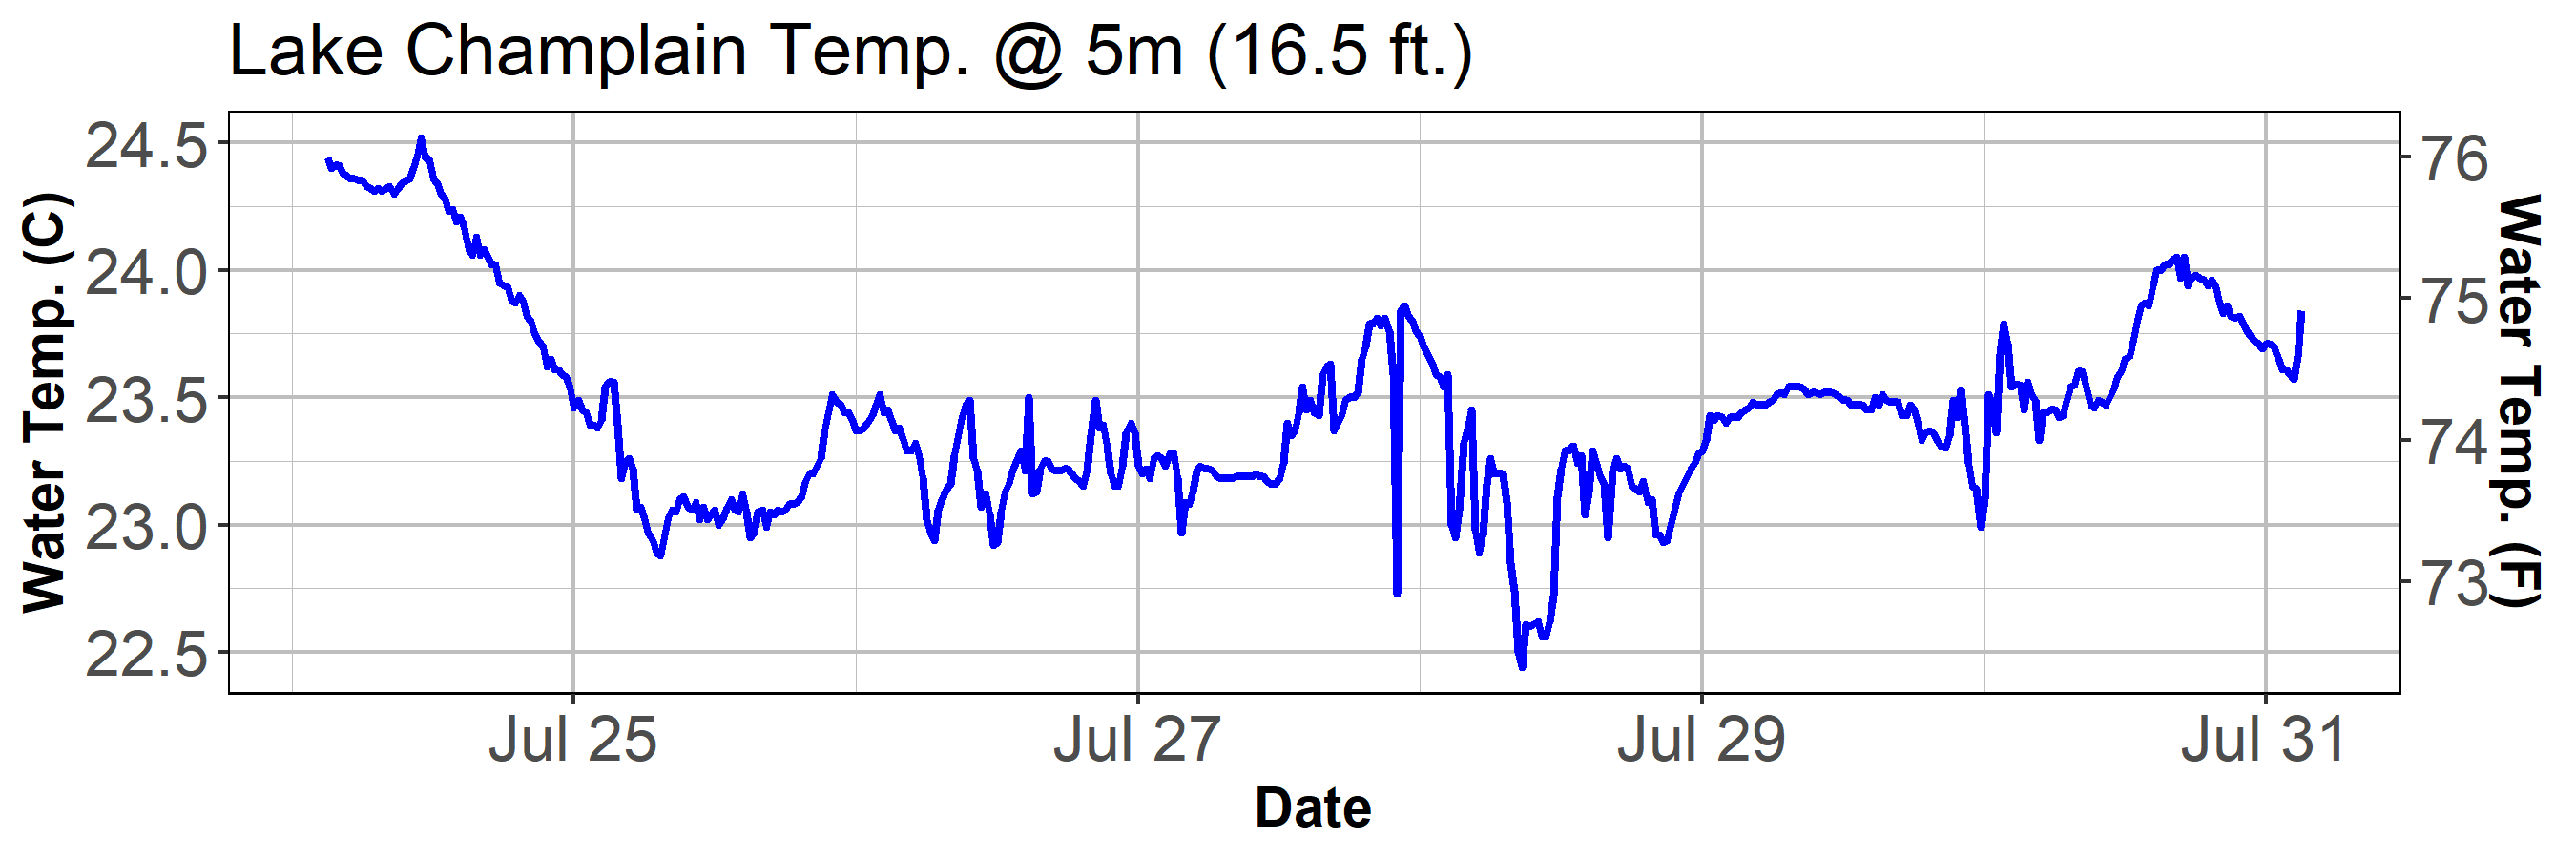 Lake Champlain Temp. @ 5m (16.5 ft.)
Water Temp. (C)
24.5
24.0
23.5
23.0
22.5
76
75
74
73
Water Temp. (F)
Jul 25
Jul 27
Jul 29
Jul 31
Date